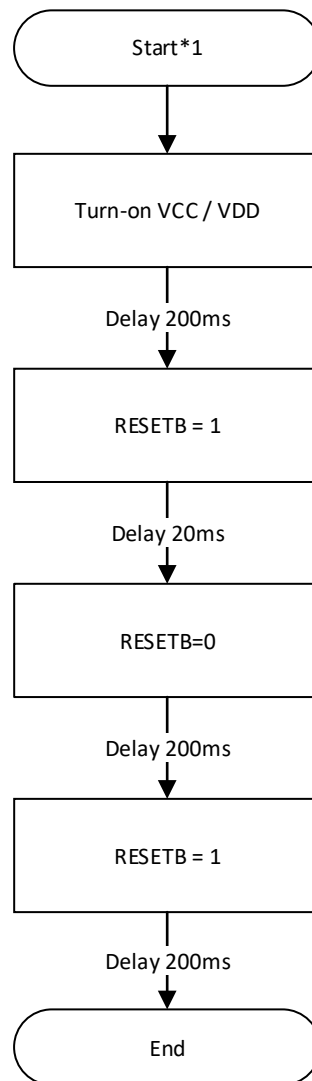 Start*1
Turn-on VCC / VDD
Delay 200ms
RESETB = 1
Delay 20ms
RESETB=0
Delay 200ms
RESETB = 1
Delay 200ms
End